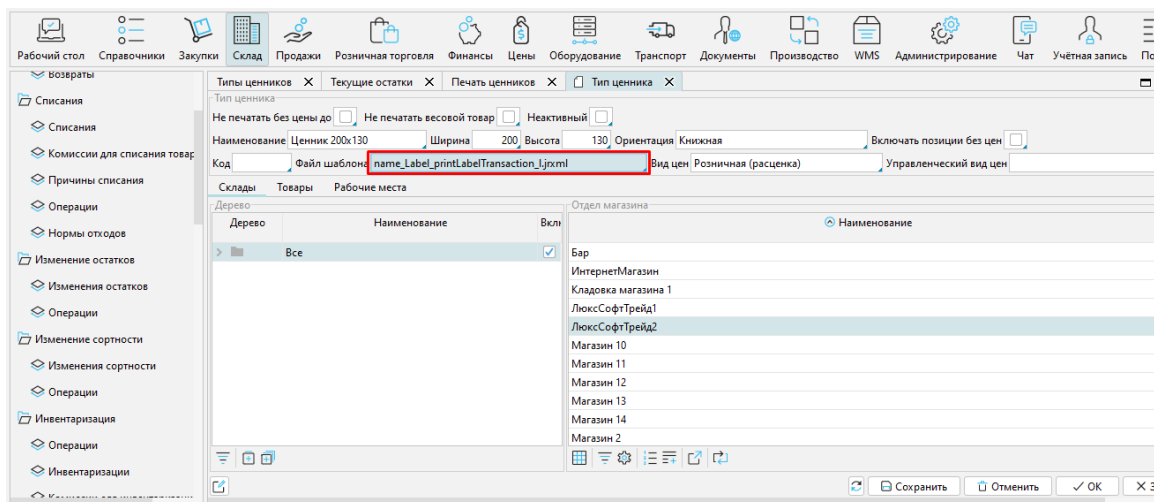 Рабочий стол Справочники Закупки Склад Продажи Розничная торговля Финансы Цены Оборудование Транспорт Документы Производство WMS Администрирование Чат Учётная запись
Возвраты
Списания
Списания
Комиссии для списания товар
Причины списания
Операции
Нормы отходов
Изменение остатков
Изменения остатков
Операции
Изменение сортности
Изменения сортности
Операции
Инвентаризация
Операции
Инвентаризации
Типы ценников Текущие остатки Печать ценников Тип ценника
Тип ценника
Не печатать без цены до Не печатать весовой товар Неактивный
Наименование Ценник 200x130 Ширина 200 Высота 130 Ориентация Книжная Включать позиции без цен
Код Файл шаблона name_Label_printLabelTransaction_l.jrxml Вид цен Розничная (расценка) Управленческий вид цен
Склады Товары Рабочие места
Дерево
Дерево Наименование Вклю
Все
Отдел магазина
Наименование
Бар
ИнтернетМагазин
Кладовка магазина 1
ЛюксСофтТрейд1
ЛюксСофтТрейд2
Магазин 10
Магазин 11
Магазин 12
Магазин 13
Магазин 14
Магазин 2
Сохранить Отменить OK